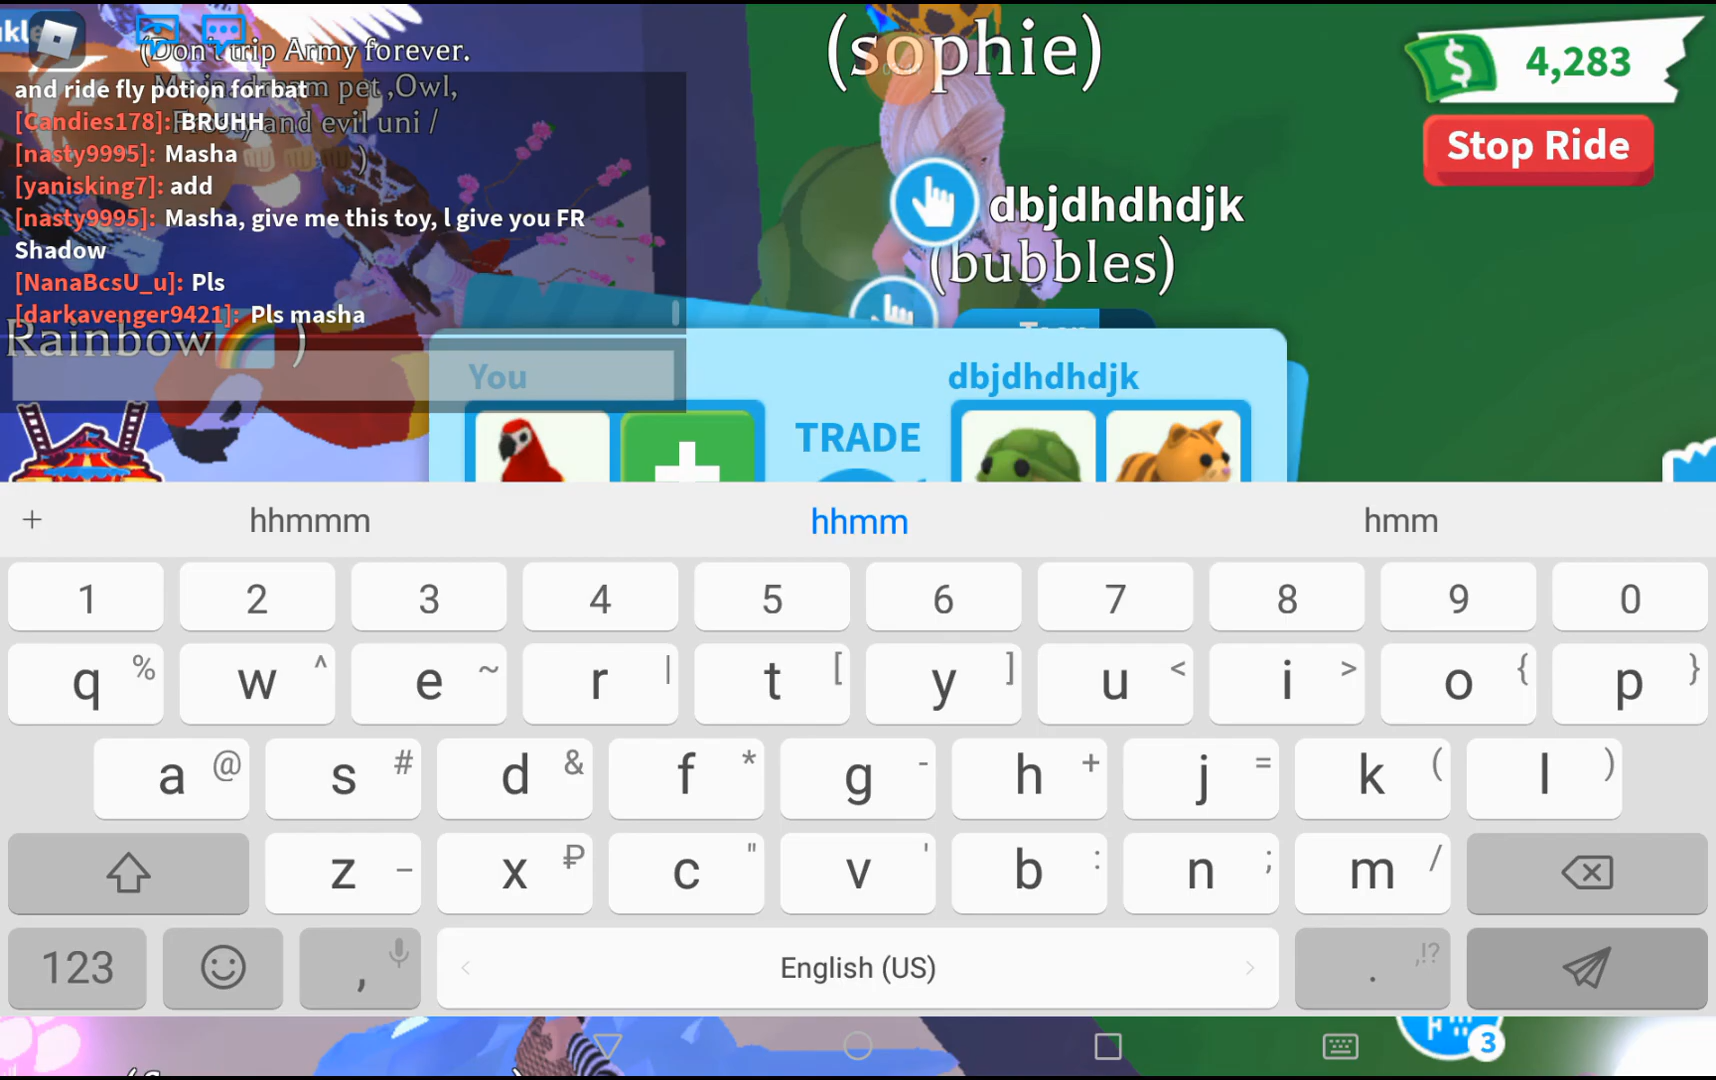 (Don't trip Army forever.
and ride fly potion for bat
[Candies178]: BRUHH
and evil uni /
[nasty9995]: Masha
[yanisking7]: add
[nasty9995]: Masha, give me this toy, l give you FR
Shadow
[NanaBcsU_u]: Pls
[darkavenger9421]: Pls masha
Rainbow🌈 )
(sophie)
4,283
Stop Ride
dbjdhdhdjk
(bubbles)
You
TRADE
dbjdhdhdjk
+ hhmmm hhmm hmm
1 2 3 4 5 6 7 8 9 0
q % w ^ e ~ r | t [ y ] u < i > o { p }
a @ s # d & f * g - h + j = k ( l )
z _ x ₽ c " v ' b : n ; m /
123 , English (US) . ,!?
3